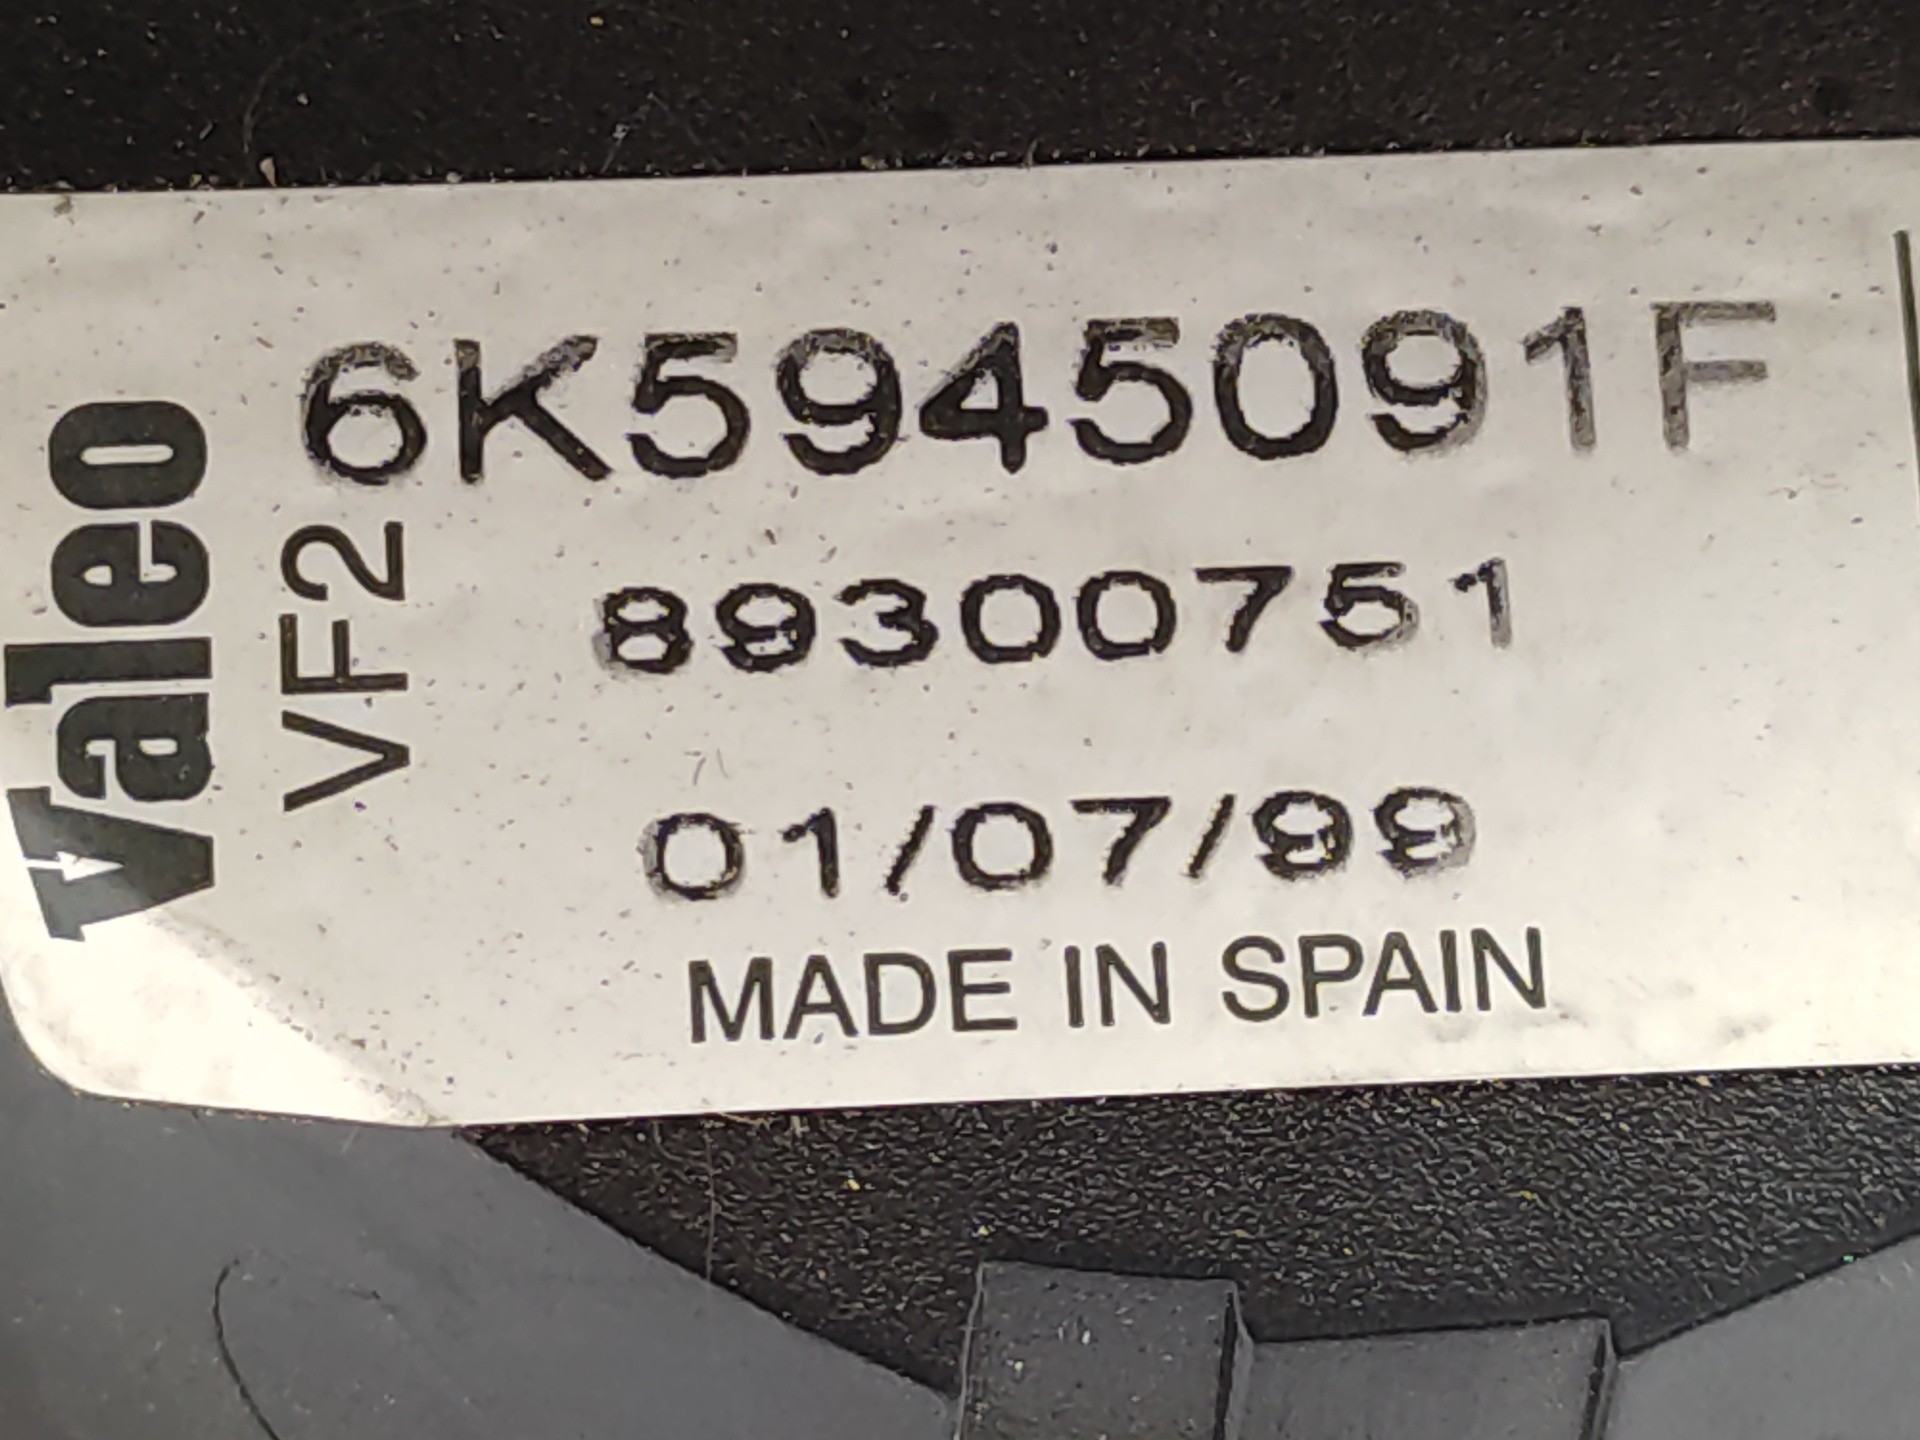 Valeo
VF2
6K5945091F
89300751
01/07/99
MADE IN SPAIN